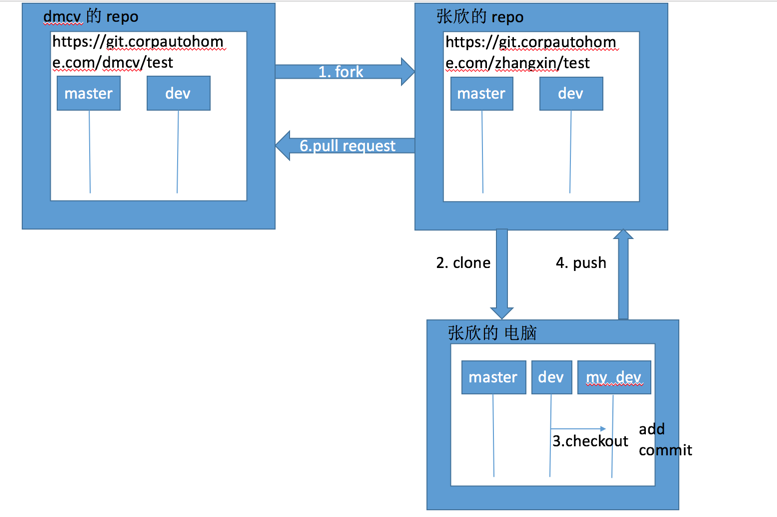 dmcv 的 repo
https://git.corpautohom
e.com/dmcv/test
master
dev
1. fork
6.pull request
张欣的 repo
https://git.corpautohom
e.com/zhangxin/test
master
dev
2. clone
4. push
张欣的 电脑
master
dev
my_dev
3.checkout
add
commit